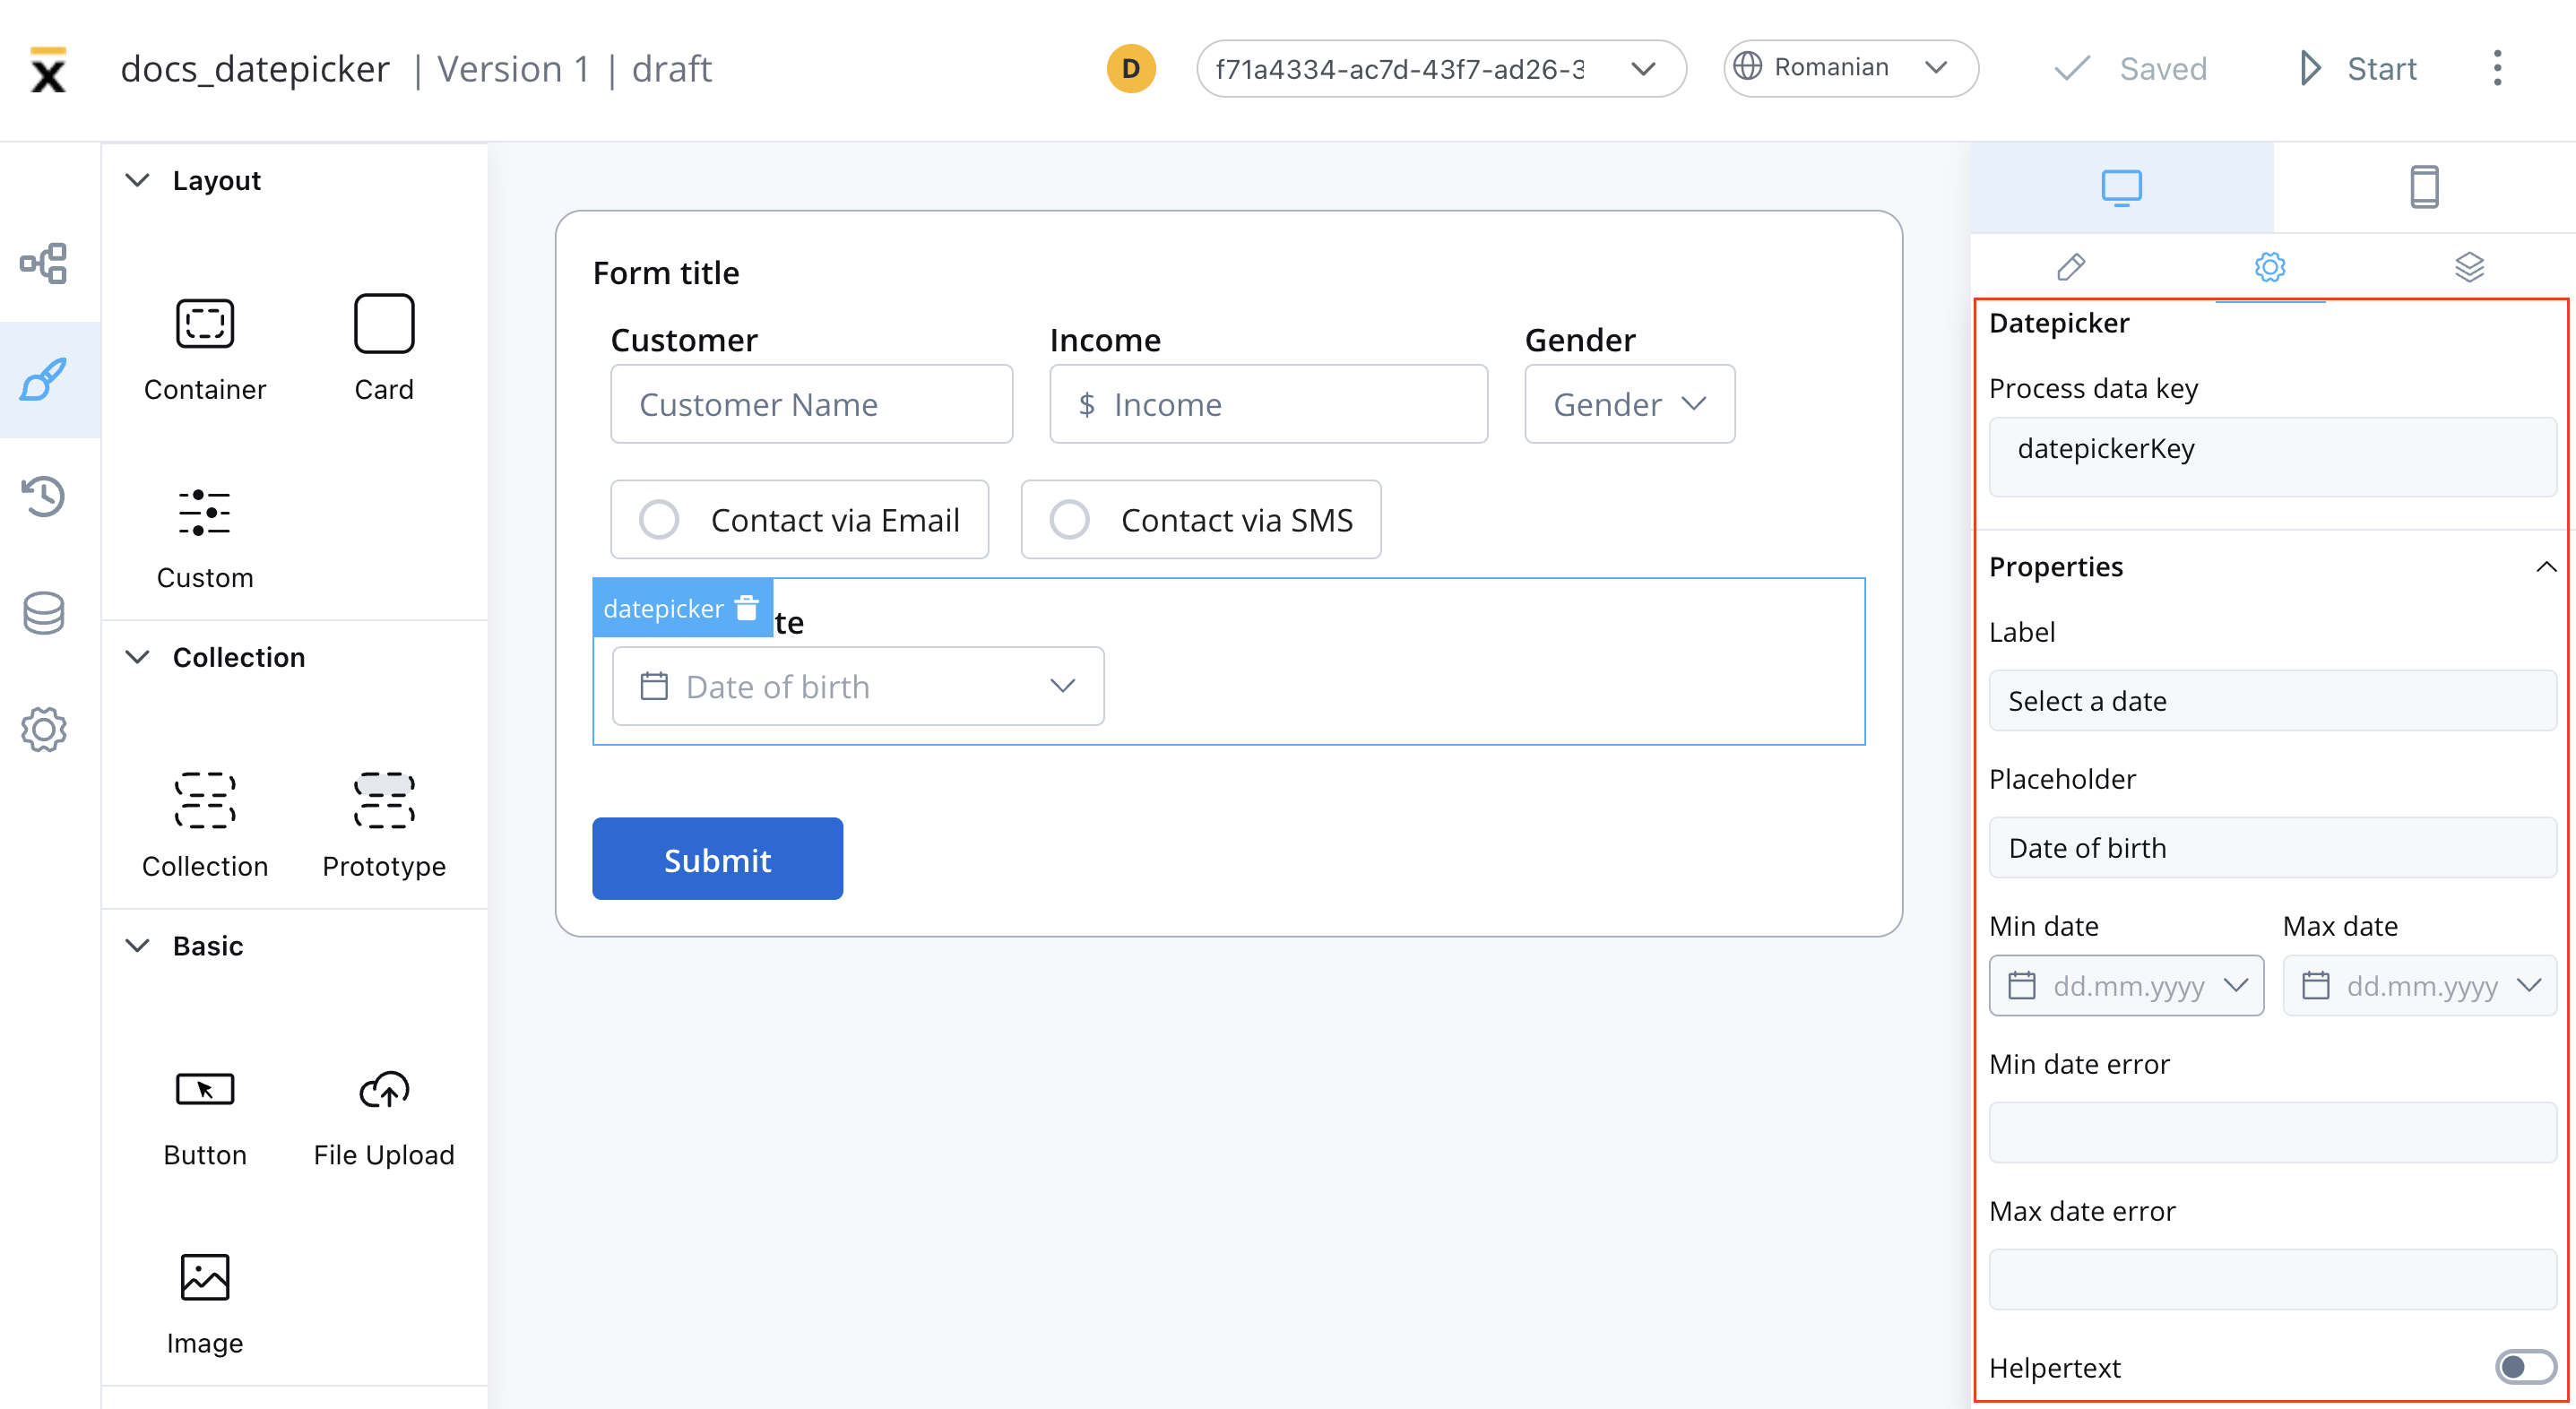 docs_datepicker | Version 1 | draft
D
f71a4334-ac7d-43f7-ad26-3
Romanian
Saved
Start
Layout
Container
Card
Custom
Collection
Collection
Prototype
Basic
Button
File Upload
Image
Form title
Customer
Income
Gender
Customer Name
$ Income
Gender
Contact via Email
Contact via SMS
datepicker
te
Date of birth
Submit
Datepicker
Process data key
datepickerKey
Properties
Label
Select a date
Placeholder
Date of birth
Min date
Max date
dd.mm.yyyy
dd.mm.yyyy
Min date error
Max date error
Helpertext